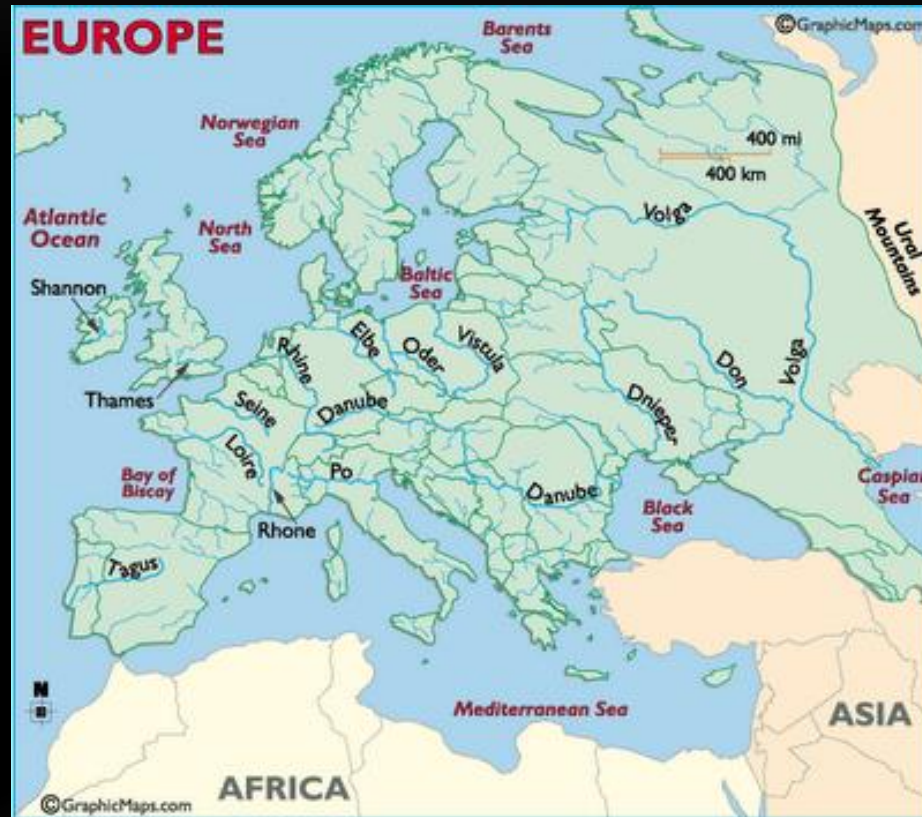 EUROPE
Barents
Sea
©GraphicMaps.com
Norwegian
Sea
400 mi
400 km
Volga
Atlantic
Ocean
North
Sea
Ural
Mountains
Baltic
Sea
Shannon
Rhine
Elbe
Oder
Vistula
Don
Volga
Thames
Seine
Danube
Dnieper
Loire
Bay of
Biscay
Po
Danube
Caspian
Sea
Black
Sea
Rhone
Tagus
N
Mediterranean Sea
ASIA
AFRICA
©GraphicMaps.com